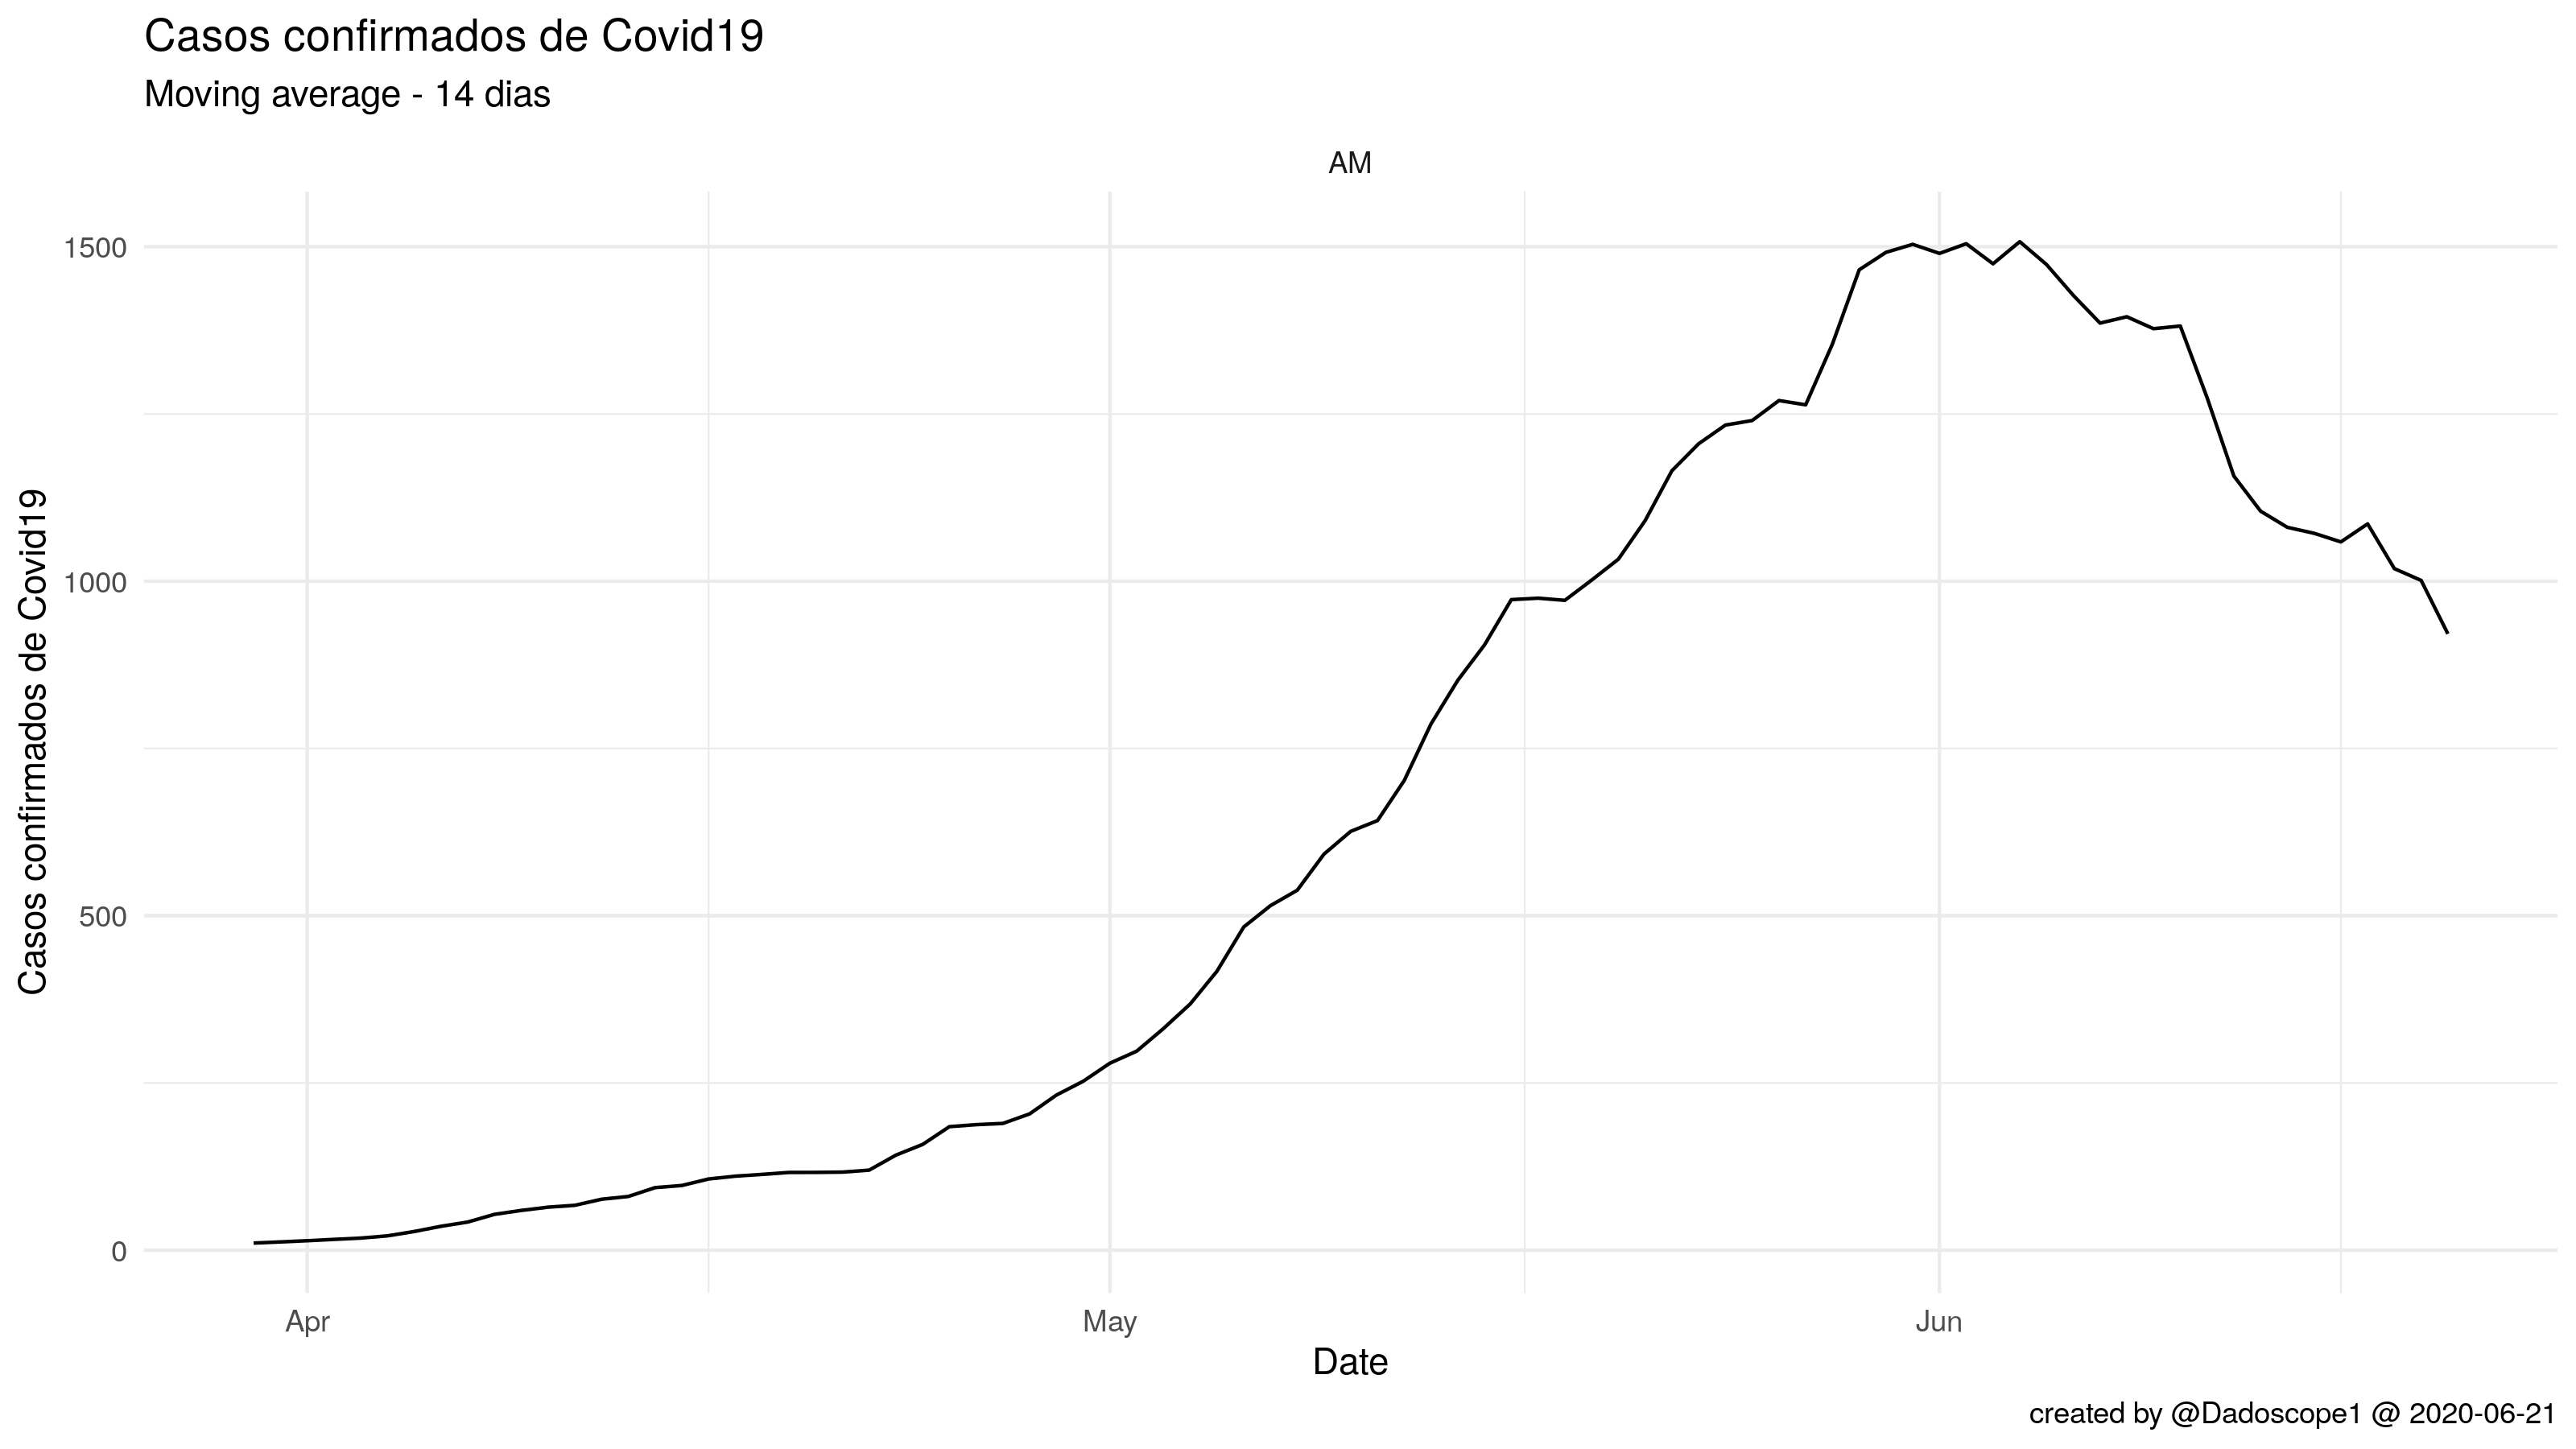 Casos confirmados de Covid19
Moving average - 14 dias
AM
Casos confirmados de Covid19
1500
1000
500
0
Apr
May
Jun
Date
created by @Dadoscope1 @ 2020-06-21